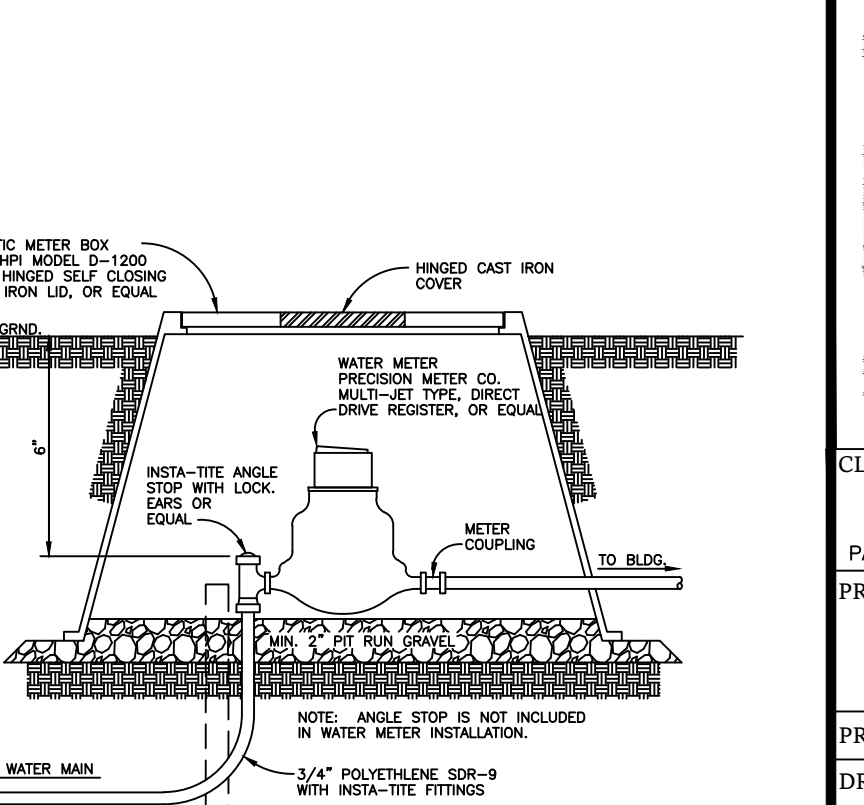 TIC METER BOX
HPI MODEL D-1200
HINGED SELF CLOSING
IRON LID, OR EQUAL
HINGED CAST IRON
COVER
GRND.
WATER METER
PRECISION METER CO.
MULTI-JET TYPE, DIRECT
DRIVE REGISTER, OR EQUAL
6"
INSTA-TITE ANGLE
STOP WITH LOCK.
EARS OR
EQUAL
METER
COUPLING
TO BLDG.
MIN. 2" PIT RUN GRAVEL
NOTE: ANGLE STOP IS NOT INCLUDED
IN WATER METER INSTALLATION.
WATER MAIN
3/4" POLYETHLENE SDR-9
WITH INSTA-TITE FITTINGS
CL
PA
PR
PR
DR